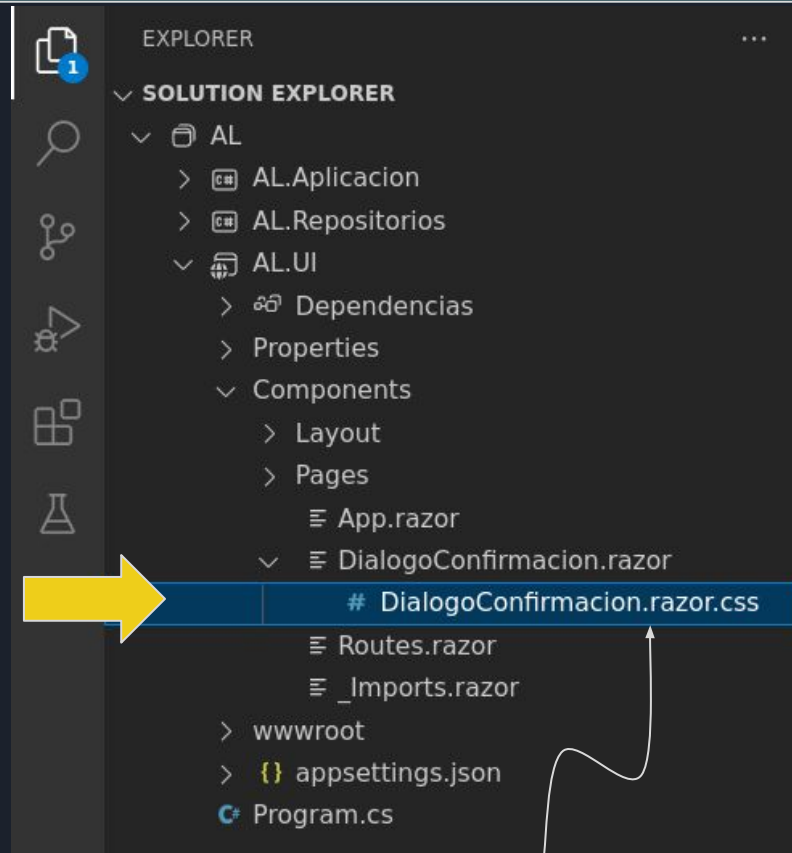 EXPLORER
...
1
SOLUTION EXPLORER
AL
C# AL.Aplicacion
C# AL.Repositorios
AL.UI
Dependencias
Properties
Components
Layout
Pages
App.razor
DialogoConfirmacion.razor
# DialogoConfirmacion.razor.css
Routes.razor
_Imports.razor
wwwroot
{} appsettings.json
C# Program.cs